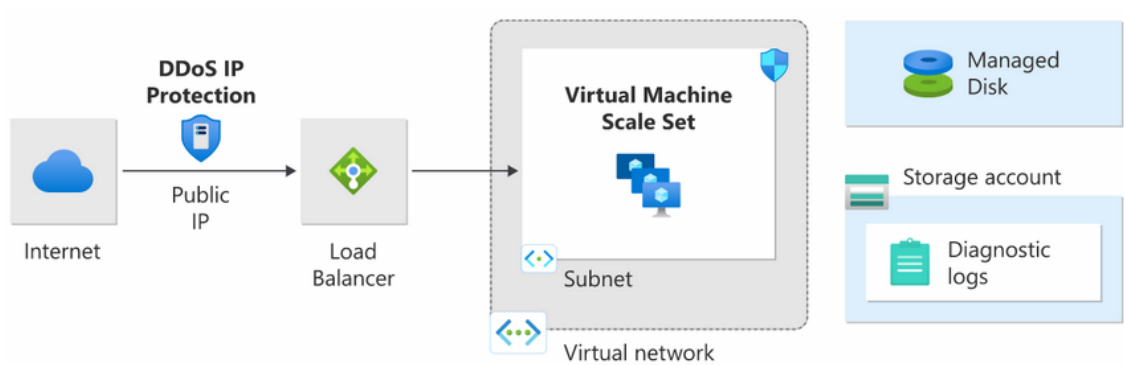 DDoS IP
Protection
Internet
Public
IP
Load
Balancer
Virtual Machine
Scale Set
Subnet
Virtual network
Managed
Disk
Storage account
Diagnostic
logs